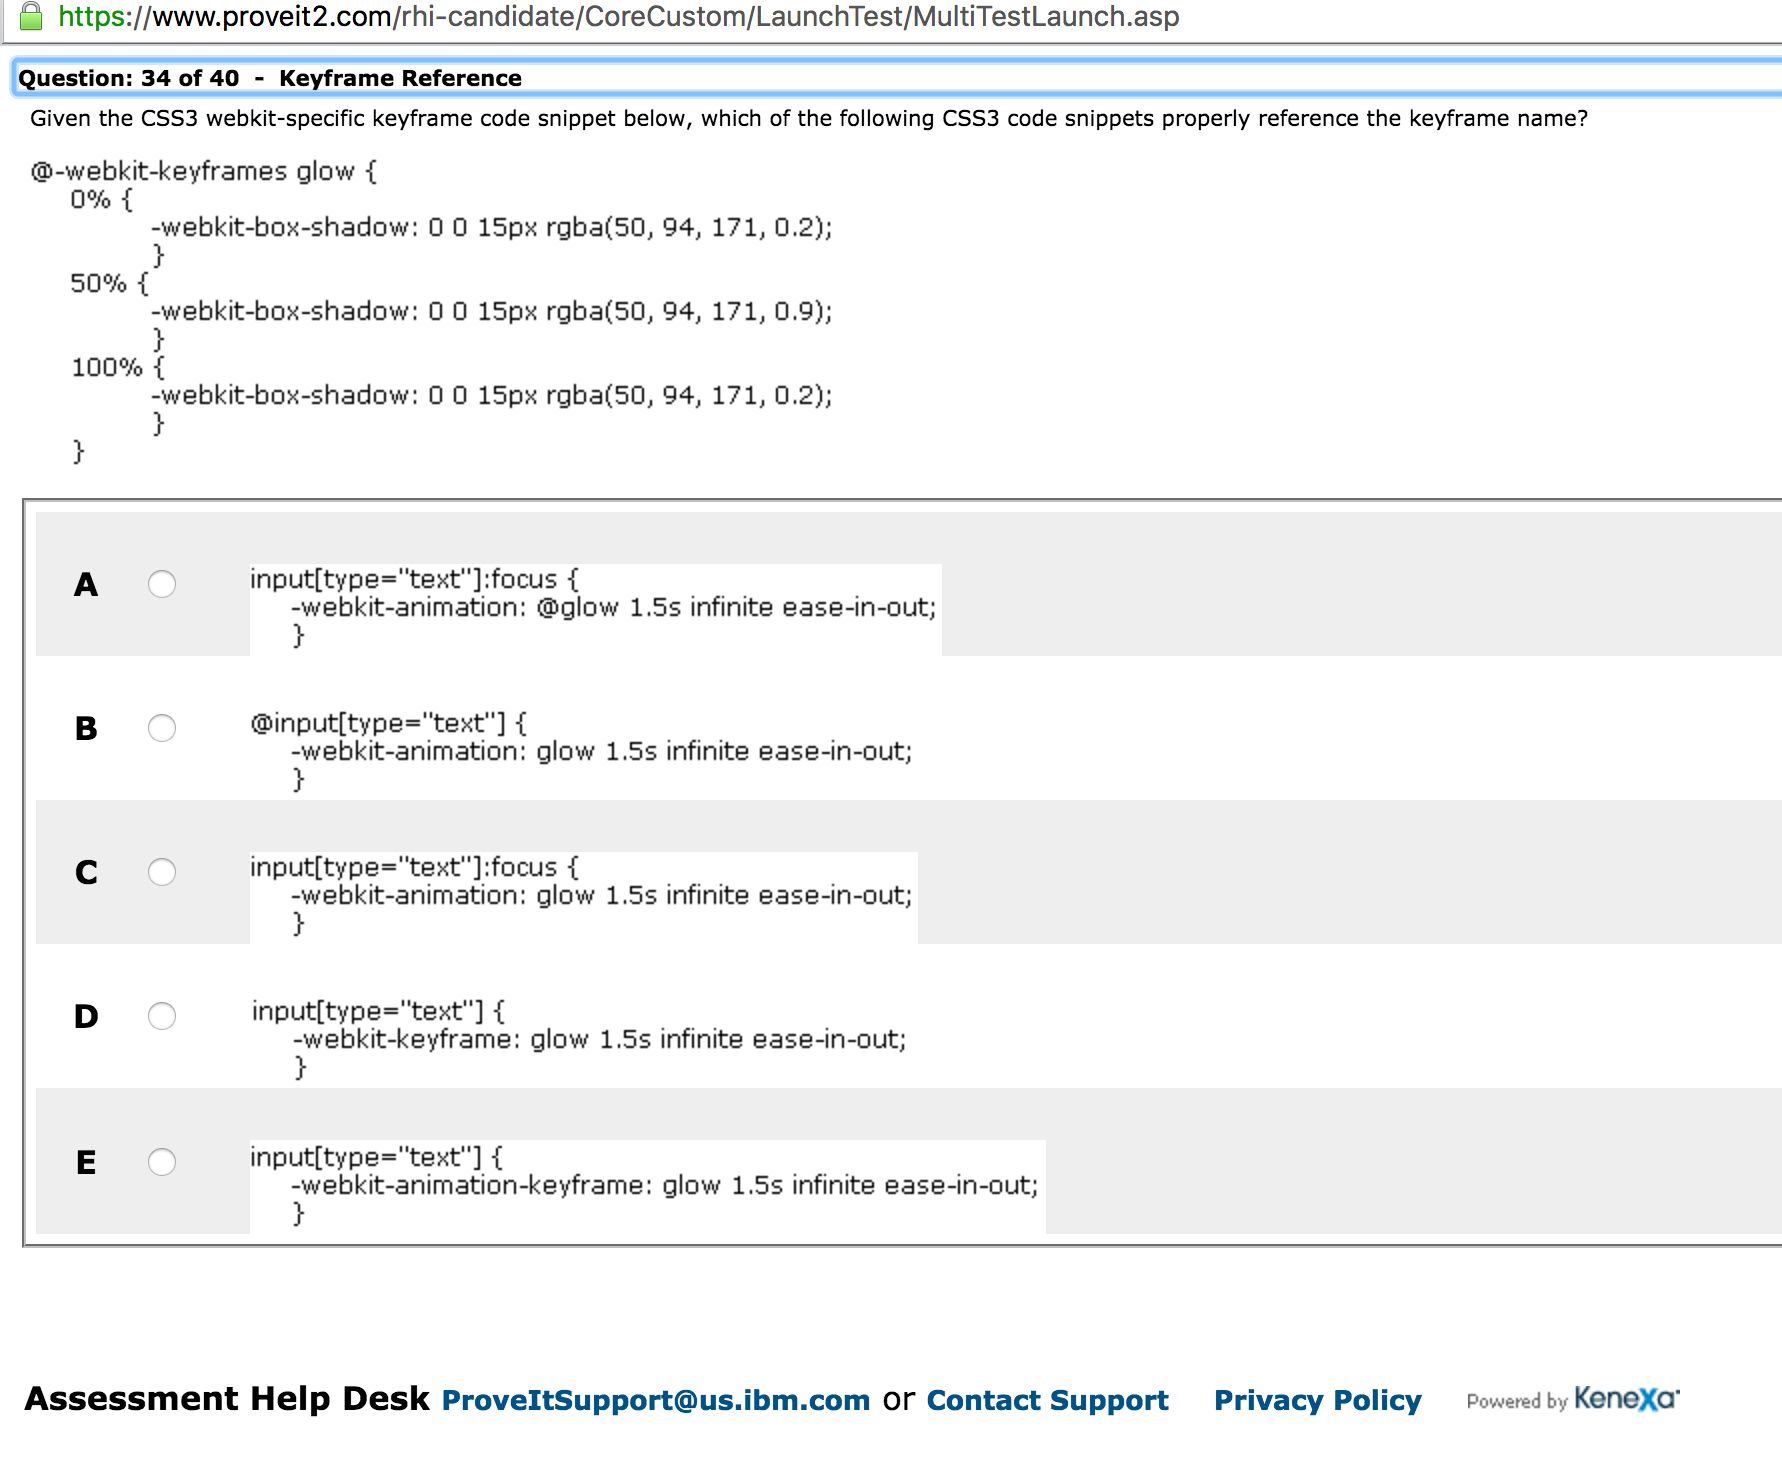 https://www.proveit2.com/rhi-candidate/CoreCustom/LaunchTest/MultiTestLaunch.asp
Question: 34 of 40 - Keyframe Reference
Given the CSS3 webkit-specific keyframe code snippet below, which of the following CSS3 code snippets properly reference the keyframe name?
@-webkit-keyframes glow {
0% {
-webkit-box-shadow: 0 0 15px rgba(50, 94, 171, 0.2);
}
50% {
-webkit-box-shadow: 0 0 15px rgba(50, 94, 171, 0.9);
}
100% {
-webkit-box-shadow: 0 0 15px rgba(50, 94, 171, 0.2);
}
}
A
input[type="text"]:focus {
-webkit-animation: @glow 1.5s infinite ease-in-out;
}
B
@input[type="text"] {
-webkit-animation: glow 1.5s infinite ease-in-out;
}
C
input[type="text"]:focus {
-webkit-animation: glow 1.5s infinite ease-in-out;
}
D
input[type="text"] {
-webkit-keyframe: glow 1.5s infinite ease-in-out;
}
E
input[type="text"] {
-webkit-animation-keyframe: glow 1.5s infinite ease-in-out;
}
Assessment Help Desk ProveItSupport@us.ibm.com or Contact Support Privacy Policy Powered by Kenexa